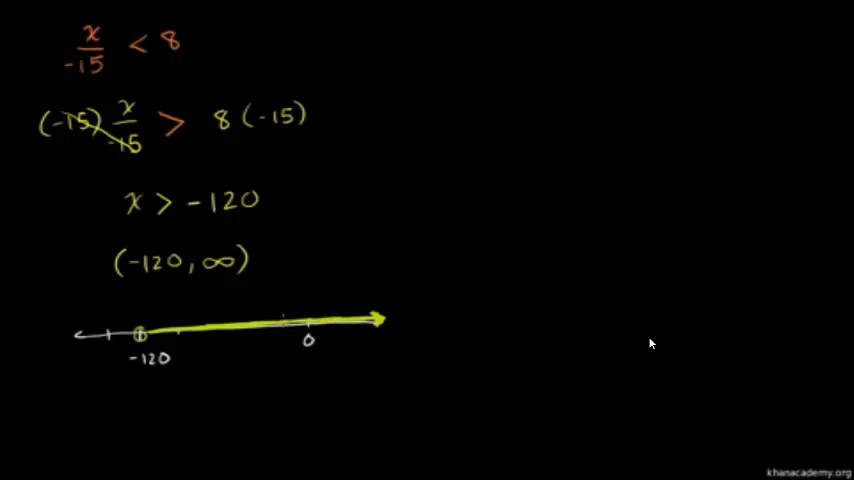 x/-15 < 8
(-15) x/-15 > 8 (-15)
x > -120
(-120, ∞)
-120 0
khanacademy.org